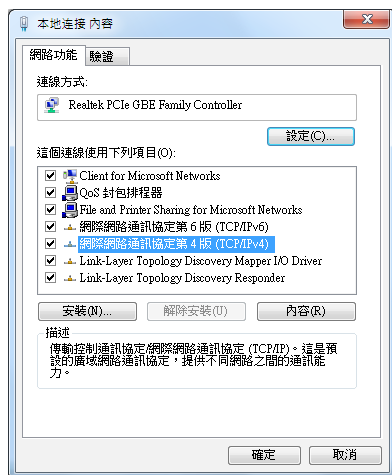 本地连接 內容
網路功能
驗證
連線方式:
Realtek PCIe GBE Family Controller
設定(C)...
這個連線使用下列項目(O):
Client for Microsoft Networks
QoS 封包排程器
File and Printer Sharing for Microsoft Networks
網際網路通訊協定第 6 版 (TCP/IPv6)
網際網路通訊協定第 4 版 (TCP/IPv4)
Link-Layer Topology Discovery Mapper I/O Driver
Link-Layer Topology Discovery Responder
安裝(N)...
解除安裝(U)
內容(R)
描述
傳輸控制通訊協定/網際網路通訊協定 (TCP/IP)。這是預
設的廣域網路通訊協定，提供不同網路之間的通訊能
力。
確定
取消